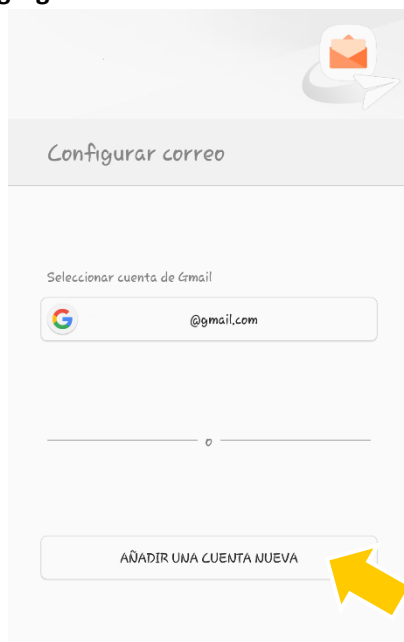 Configurar correo
Seleccionar cuenta de Gmail
@gmail.com
o
AÑADIR UNA CUENTA NUEVA